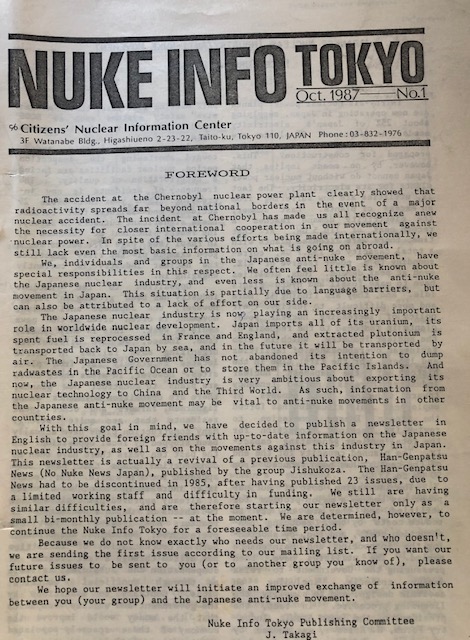 NUKE INFO TOKYO
Oct. 1987 No.1
Citizens' Nuclear Information Center
3F Watanabe Bldg., Higashiueno 2-23-22, Taito-ku, Tokyo 110, JAPAN Phone:03-832-1976
FOREWORD
The accident at the Chernobyl nuclear power plant clearly showed that
radioactivity spreads far beyond national borders in the event of a major
nuclear accident. The incident at Chernobyl has made us all recognize anew
the necessity for closer international cooperation in our movement against
nuclear power. In spite of the various efforts being made internationally, we
still lack even the most basic information on what is going on abroad.
We, individuals and groups in the Japanese anti-nuke movement, have
special responsibilities in this respect. We often feel little is known about
the Japanese nuclear industry, and even less is known about the anti-nuke
movement in Japan. This situation is partially due to language barriers, but
can also be attributed to a lack of effort on our side.
The Japanese nuclear industry is now playing an increasingly important
role in worldwide nuclear development. Japan imports all of its uranium, its
spent fuel is reprocessed in France and England, and extracted plutonium is
transported back to Japan by sea, and in the future it will be transported by
air. The Japanese Government has not abandoned its intention to dump
radwastes in the Pacific Ocean or to store them in the Pacific Islands. And
now, the Japanese nuclear industry is very ambitious about exporting its
nuclear technology to China and the Third World. As such, information from
the Japanese anti-nuke movement may be vital to anti-nuke movements in other
countries.
With this goal in mind, we have decided to publish a newsletter in
English to provide foreign friends with up-to-date information on the Japanese
nuclear industry, as well as on the movements against this industry in Japan.
This newsletter is actually a revival of a previous publication, Han-Genpatsu
News (No Nuke News Japan), published by the group Jishukoza. The Han-Genpatsu
News had to be discontinued in 1985, after having published 23 issues, due to
a limited working staff and difficulty in funding. We still are having
similar difficulties, and are therefore starting our newsletter only as a
small bi-monthly publication -- at the moment. We are determined, however, to
continue the Nuke Info Tokyo for a foreseeable time period.
Because we do not know exactly who needs our newsletter, and who doesn't,
we are sending the first issue according to our mailing list. If you want our
future issues to be sent to you (or to another group you know of), please
contact us.
We hope our newsletter will initiate an improved exchange of information
between you (your group) and the Japanese anti-nuke movement.
Nuke Info Tokyo Publishing Committee
J. Takagi